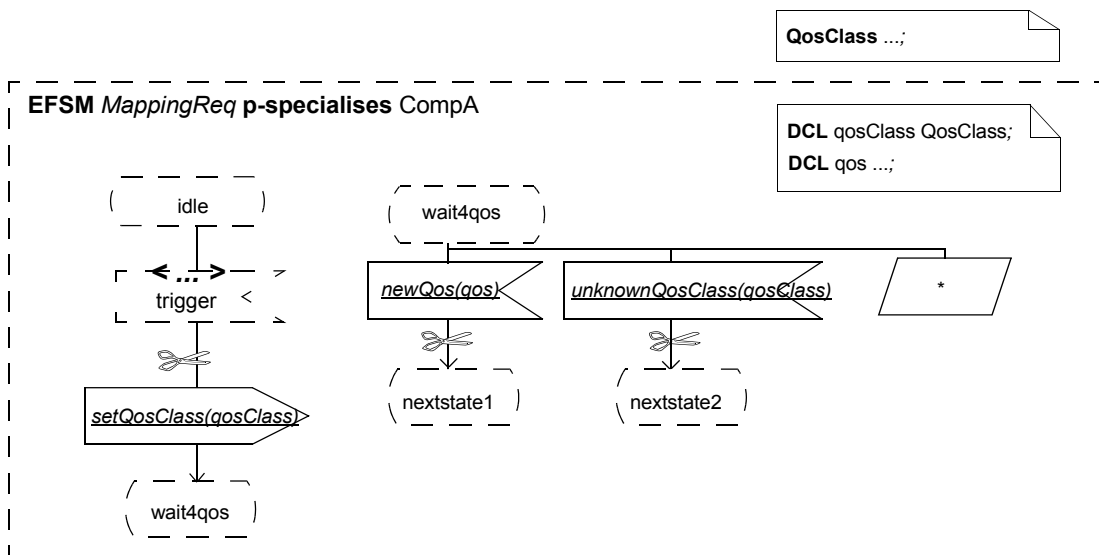 QosClass ...;
EFSM MappingReq p-specialises CompA
DCL qosClass QosClass;
DCL qos ...;
idle
< ... >
trigger
setQosClass(qosClass)
wait4qos
wait4qos
newQos(qos)
unknownQosClass(qosClass)
*
nextstate1
nextstate2